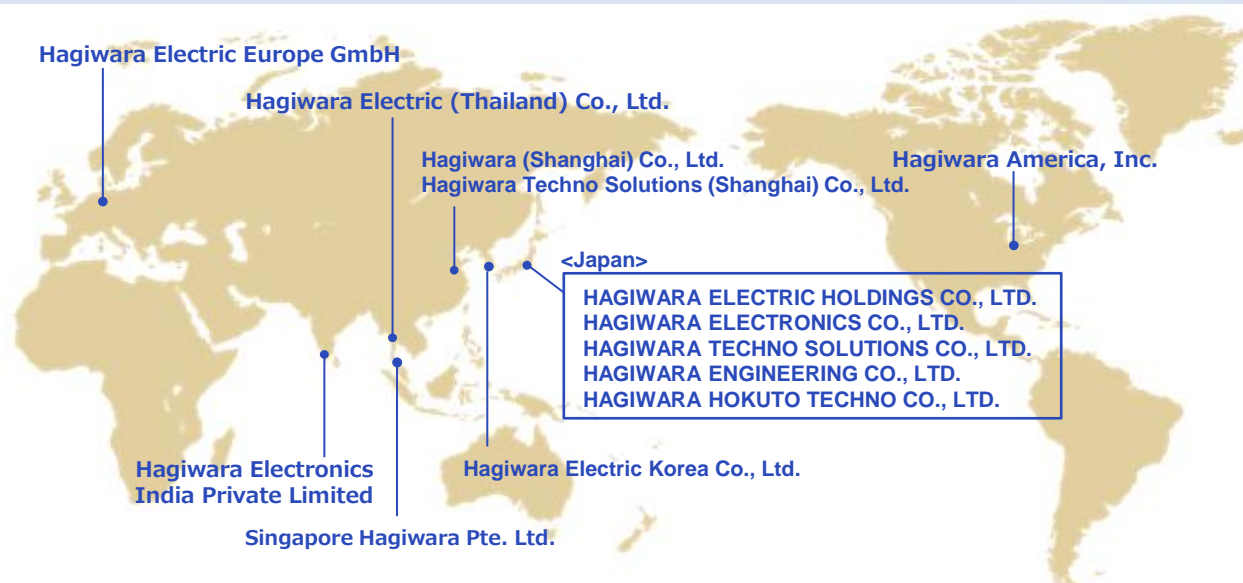 Hagiwara Electric Europe GmbH
Hagiwara Electric (Thailand) Co., Ltd.
Hagiwara (Shanghai) Co., Ltd.
Hagiwara Techno Solutions (Shanghai) Co., Ltd.
Hagiwara America, Inc.
<Japan>
HAGIWARA ELECTRIC HOLDINGS CO., LTD.
HAGIWARA ELECTRONICS CO., LTD.
HAGIWARA TECHNO SOLUTIONS CO., LTD.
HAGIWARA ENGINEERING CO., LTD.
HAGIWARA HOKUTO TECHNO CO., LTD.
Hagiwara Electronics
India Private Limited
Hagiwara Electric Korea Co., Ltd.
Singapore Hagiwara Pte. Ltd.